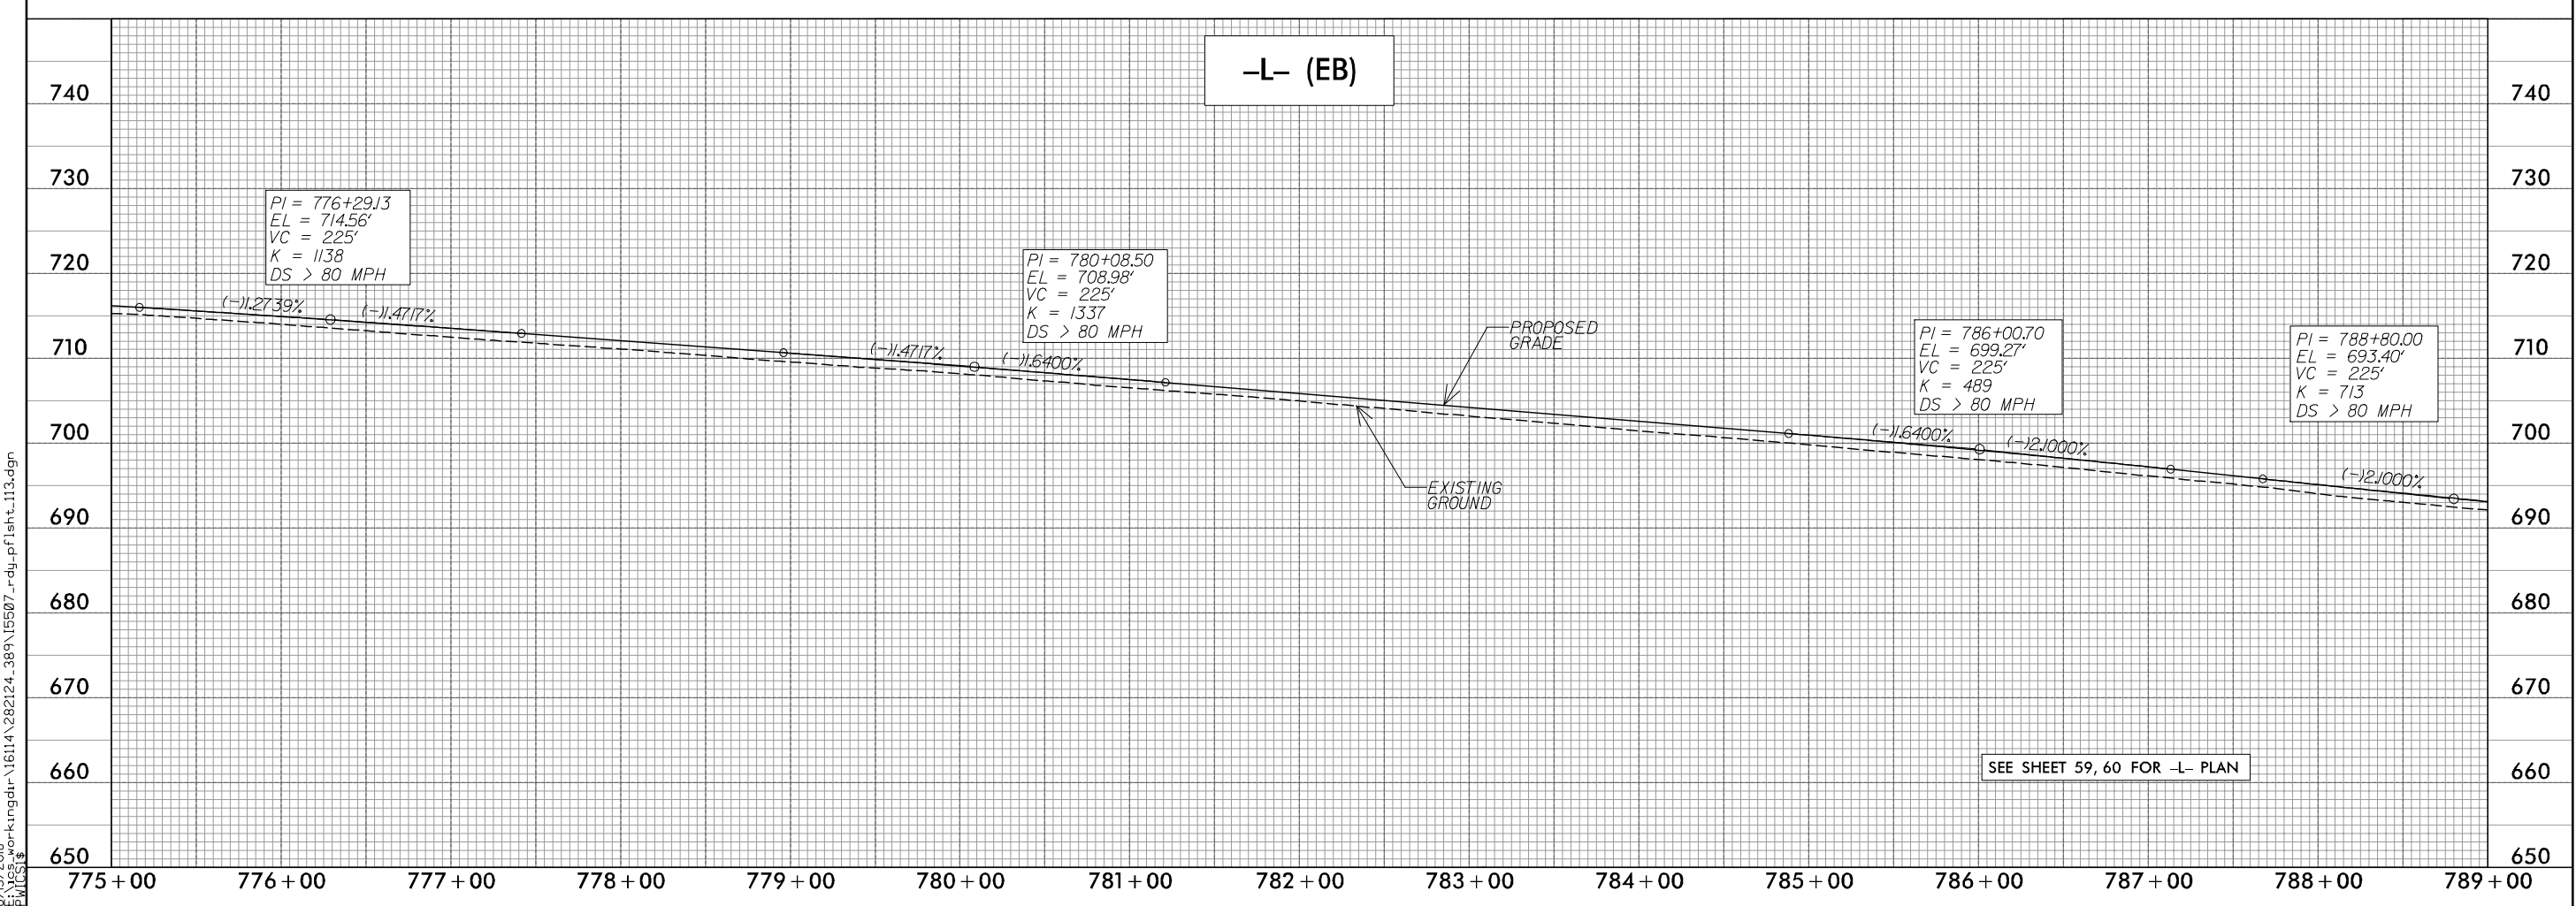 –L– (EB)
740
740
730
730
PI = 776+29.13
EL = 714.56'
VC = 225'
K = 1138
DS > 80 MPH
720
720
PI = 780+08.50
EL = 708.98'
VC = 225'
K = 1337
DS > 80 MPH
(-)1.2739%
(-)1.4717%
PROPOSED
GRADE
PI = 786+00.70
EL = 699.27'
VC = 225'
K = 489
DS > 80 MPH
PI = 788+80.00
EL = 693.40'
VC = 225'
K = 713
DS > 80 MPH
710
710
(-)1.4717%
(-)1.6400%
700
700
(-)1.6400%
(-)2.1000%
(-)2.1000%
EXISTING
GROUND
690
690
680
680
670
670
660
660
SEE SHEET 59, 60 FOR –L– PLAN
650
650
775+00 776+00 777+00 778+00 779+00 780+00 781+00 782+00 783+00 784+00 785+00 786+00 787+00 788+00 789+00
E:\ics_workingdir\16114\282124_389\I5507_rdy_pflsht_113.dgn